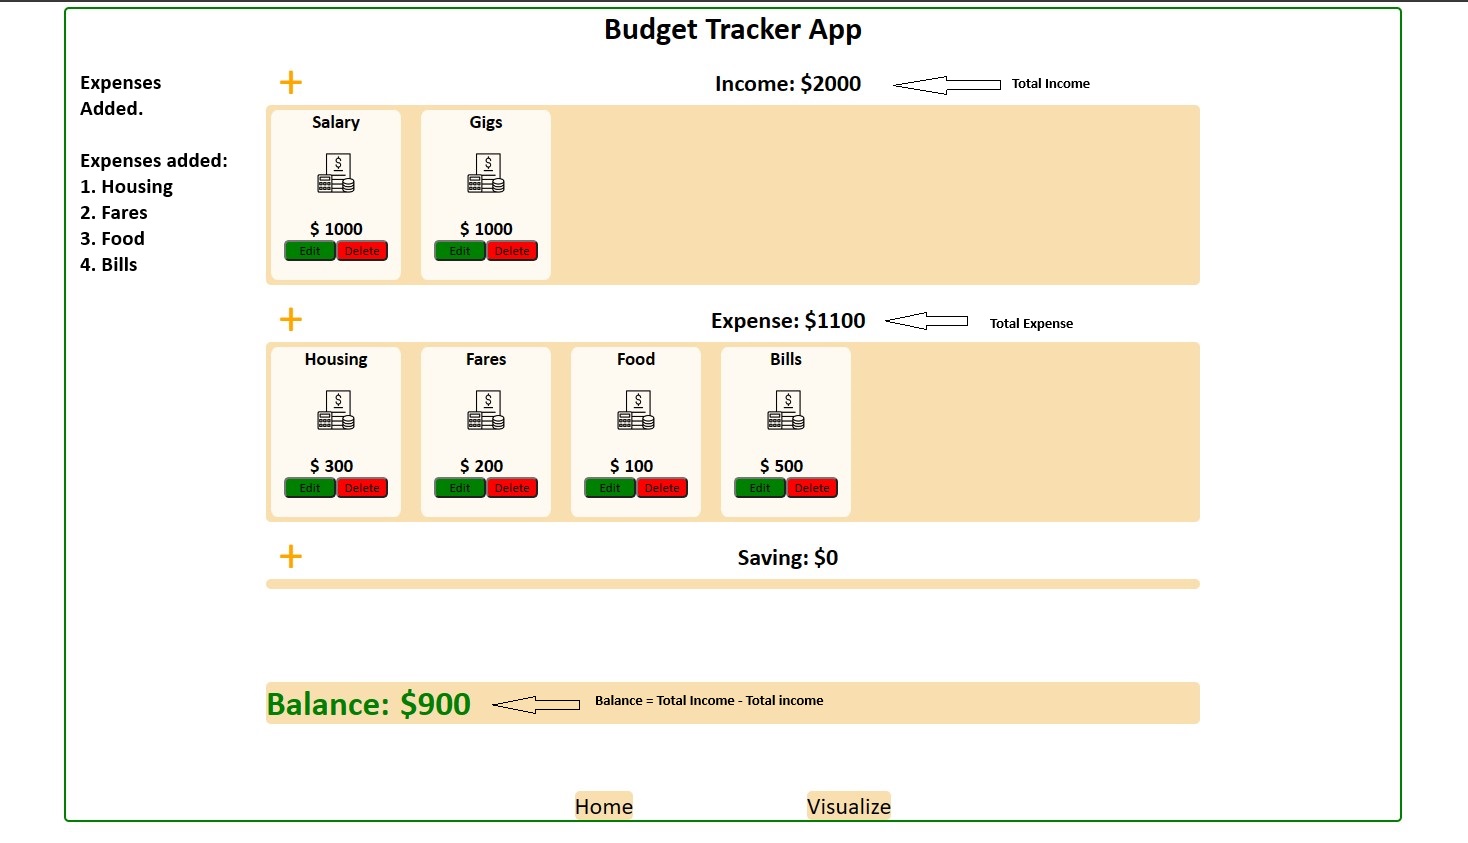 Budget Tracker App
Expenses
Added.
Expenses added:
1. Housing
2. Fares
3. Food
4. Bills
+ Income: $2000 Total Income
Salary Gigs
$ $
$ 1000 $ 1000
Edit Delete Edit Delete
+ Expense: $1100 Total Expense
Housing Fares Food Bills
$ $ $ $
$ 300 $ 200 $ 100 $ 500
Edit Delete Edit Delete Edit Delete Edit Delete
+ Saving: $0
Balance: $900 Balance = Total Income - Total income
Home Visualize